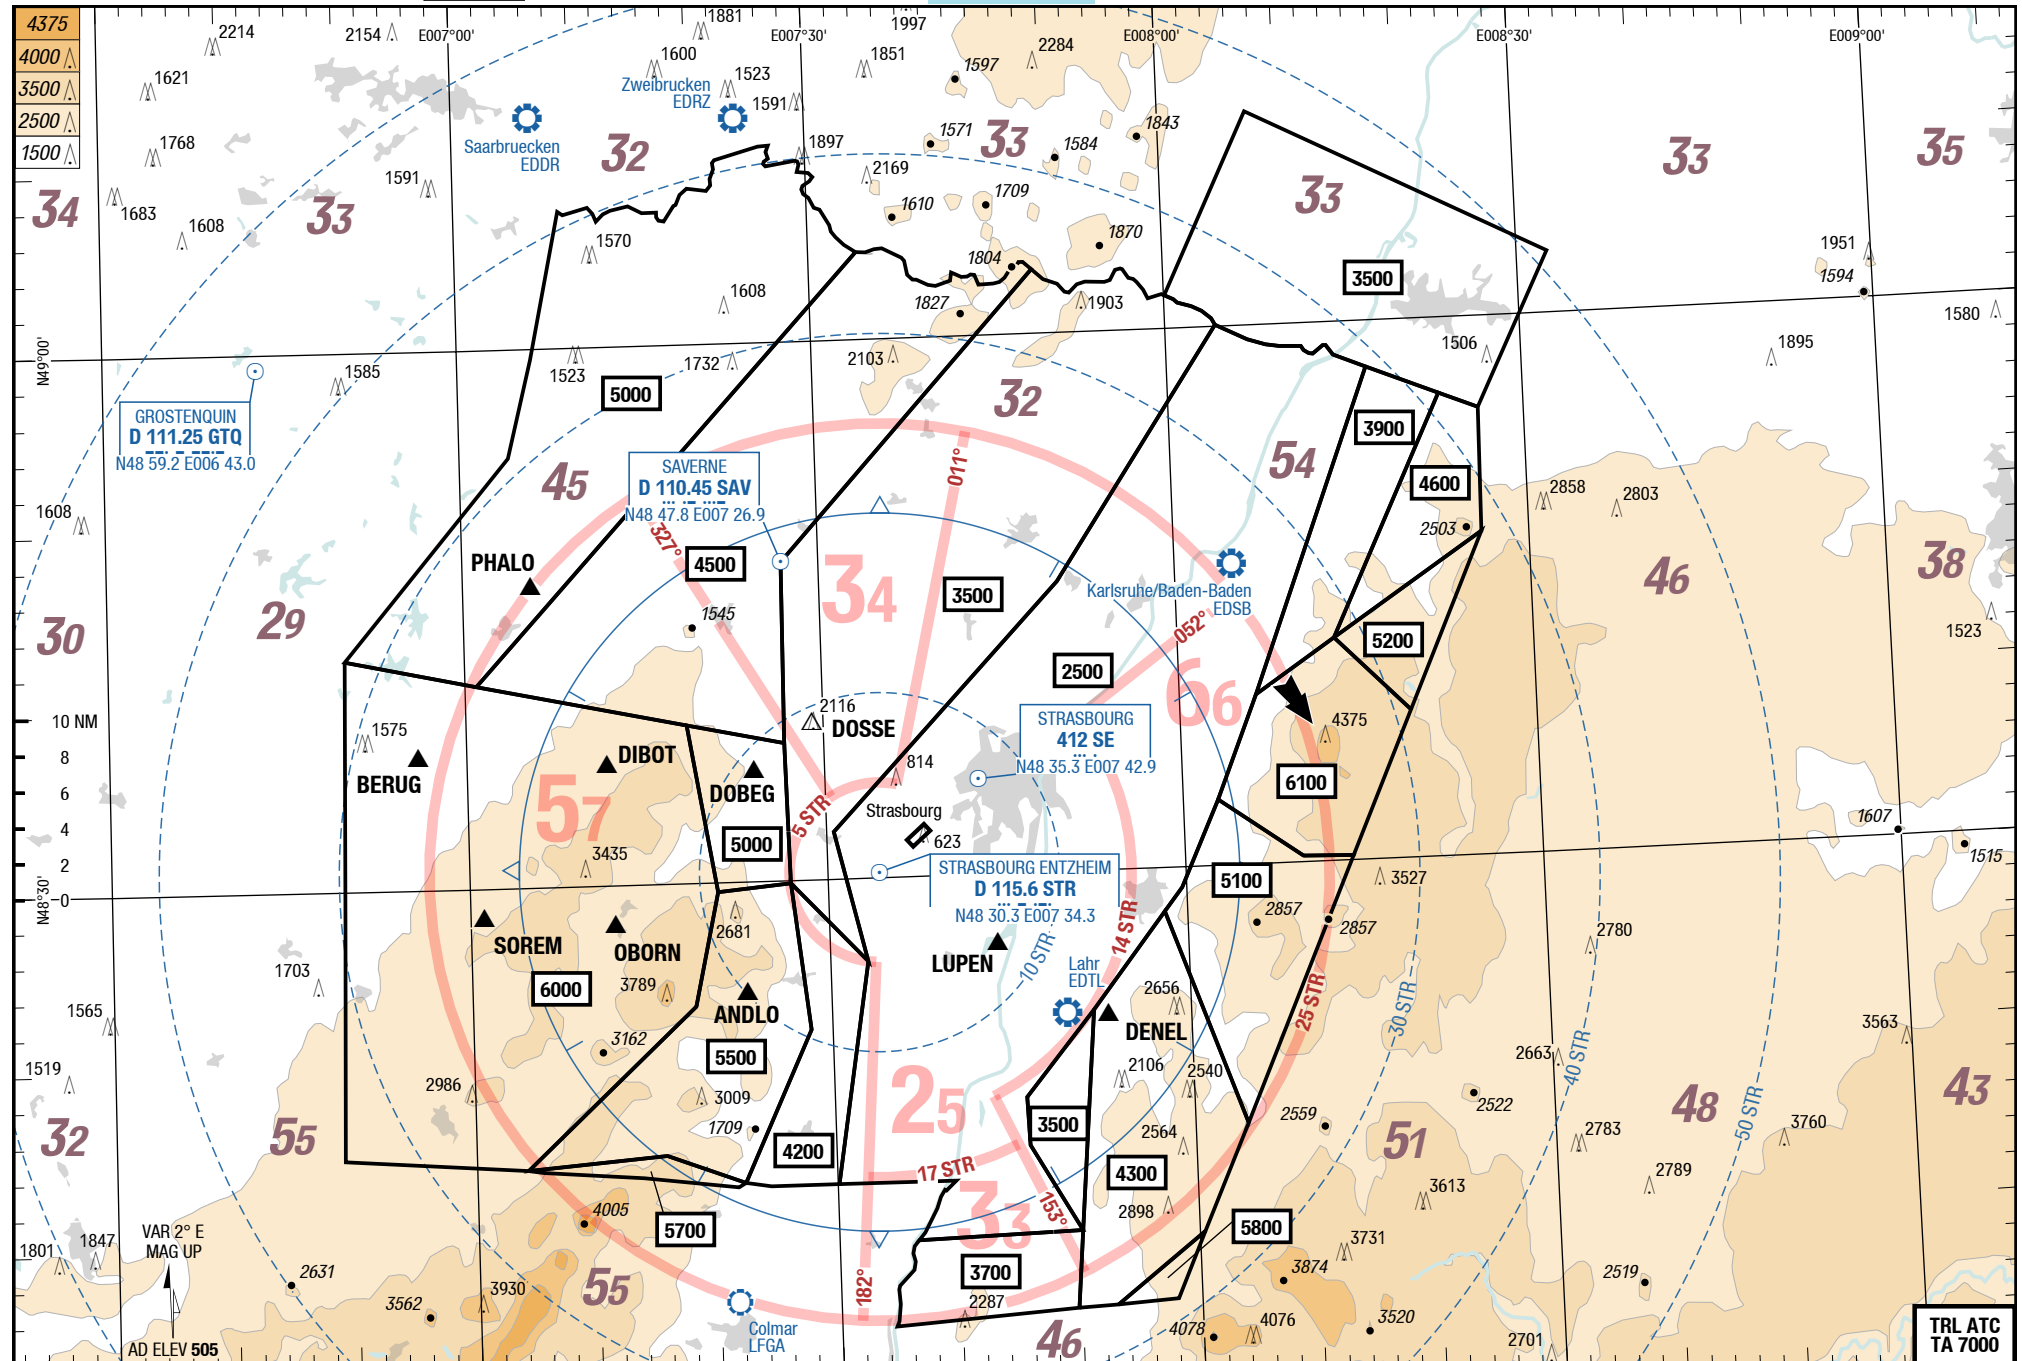 4375
4000
3500
2500
1500
2214
2154
E007°00'
1881
E007°30'
1997
E008°00'
E008°30'
E009°00'
1621
1600
1851
2284
1597
Zweibrucken
EDRZ
1523
1591
1768
Saarbruecken
EDDR
32
1897
1571
33
1584
1843
33
35
34
1683
1591
33
2169
1709
33
1608
1610
1570
1870
1951
1804
1594
3500
1608
1827
1903
1580
N49°00'
1523
1732
2103
1506
1895
1585
5000
32
GROSTENQUIN
D 111.25 GTQ
N48 59.2 E006 43.0
3900
011°
54
45
SAVERNE
D 110.45 SAV
N48 47.8 E007 26.9
4600
2858
2803
1608
2503
327°
PHALO
4500
34
3500
Karlsruhe/Baden-Baden
EDSB
46
38
1545
30
29
052°
5200
1523
2500
66
2116
DOSSE
STRASBOURG
412 SE
N48 35.3 E007 42.9
4375
10 NM
1575
BERUG
DIBOT
8
814
6100
6
57
DOBEG
5 STR
Strasbourg
4
5000
623
1607
2
3435
STRASBOURG ENTZHEIM
D 115.6 STR
N48 30.3 E007 34.3
1515
0
N48°30'
5100
3527
2857
2857
SOREM
OBORN
2681
14 STR
2780
1703
LUPEN
10 STR
Lahr
EDTL
6000
3789
2656
25 STR
30 STR
1565
ANDLO
DENEL
3563
3162
5500
2663
40 STR
1519
2986
2106
2540
3009
25
2522
48
43
50 STR
1709
3500
2559
32
55
4200
2564
51
2783
3760
17 STR
4300
2789
153°
3613
4005
33
2898
5700
5800
VAR 2° E
MAG UP
1801
1847
3731
3700
3874
2631
55
182°
2519
3562
3930
2287
Colmar
LFGA
46
4078
4076
3520
2701
AD ELEV 505
TRL ATC
TA 7000